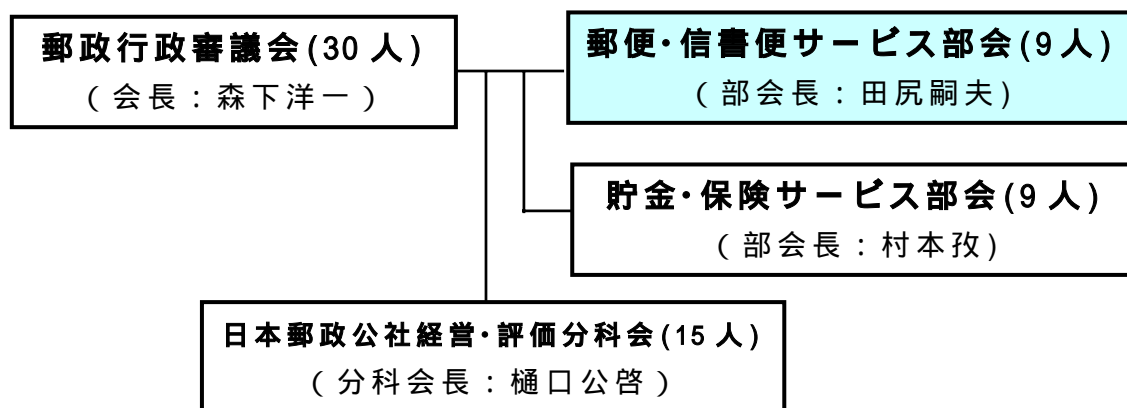 郵政行政審議会(30人)
(会長:森下洋一)
郵便・信書便サービス部会(9人)
(部会長:田尻嗣夫)
貯金・保険サービス部会(9人)
(部会長:村本孜)
日本郵政公社経営・評価分科会(15人)
(分科会長:樋口公啓)